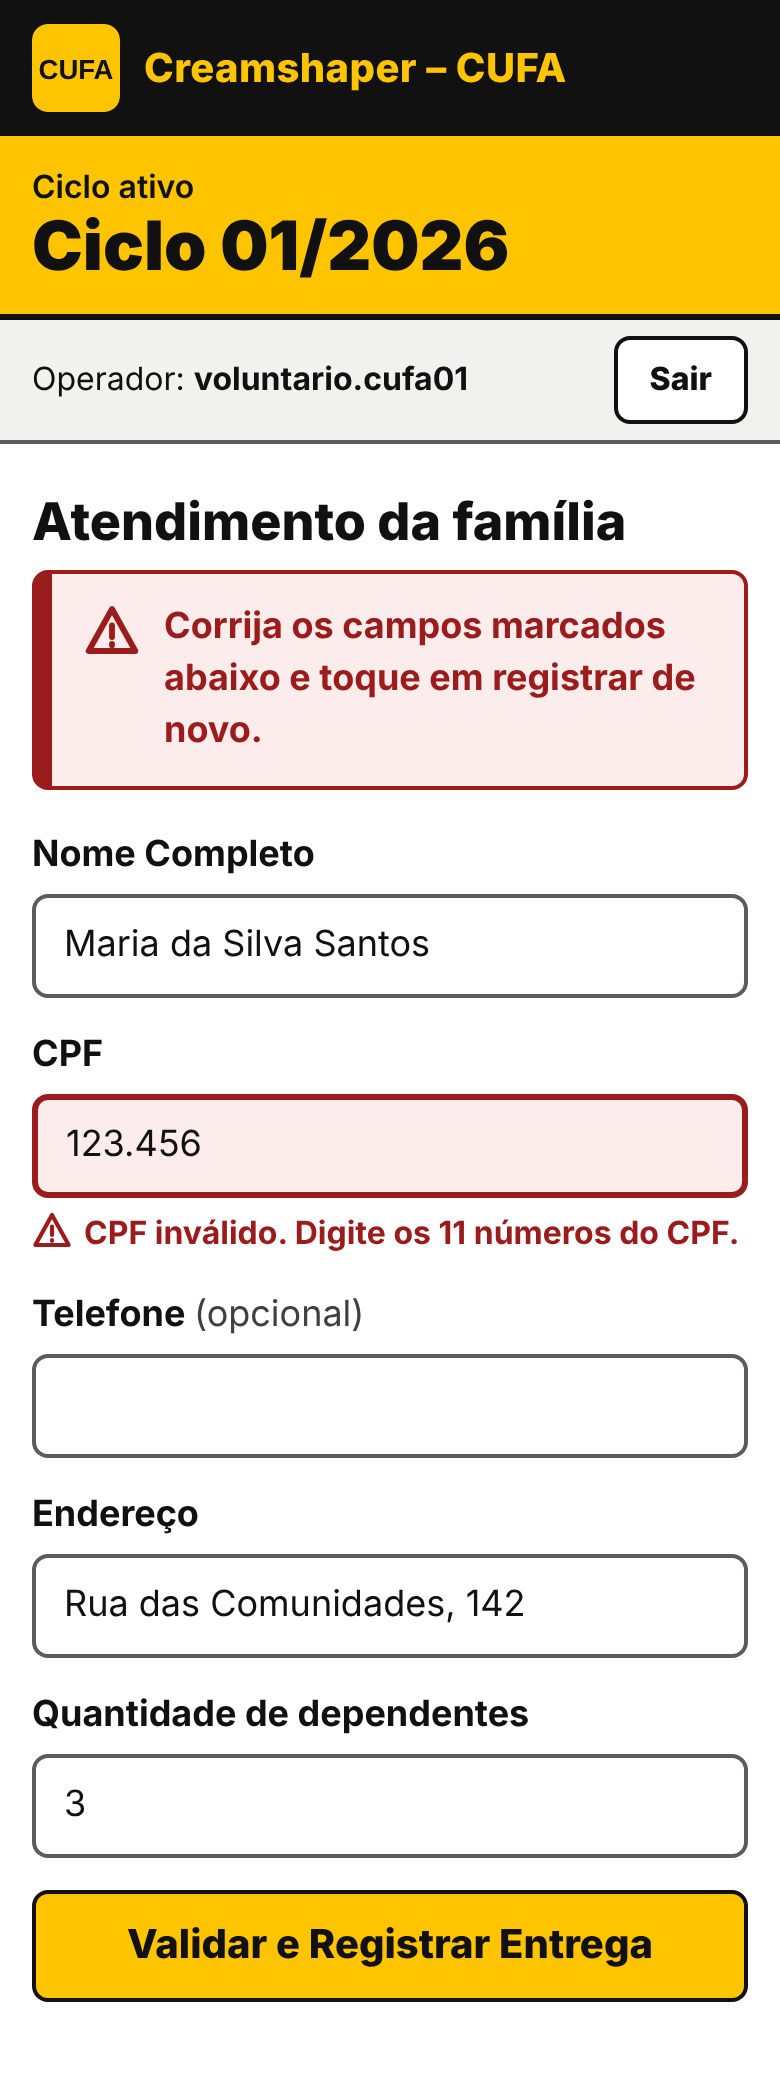 CUFA
Creamshaper – CUFA
Ciclo ativo
Ciclo 01/2026
Operador: voluntario.cufa01
Sair
Atendimento da família
Corrija os campos marcados
abaixo e toque em registrar de
novo.
Nome Completo
Maria da Silva Santos
CPF
123.456
CPF inválido. Digite os 11 números do CPF.
Telefone (opcional)
Endereço
Rua das Comunidades, 142
Quantidade de dependentes
3
Validar e Registrar Entrega